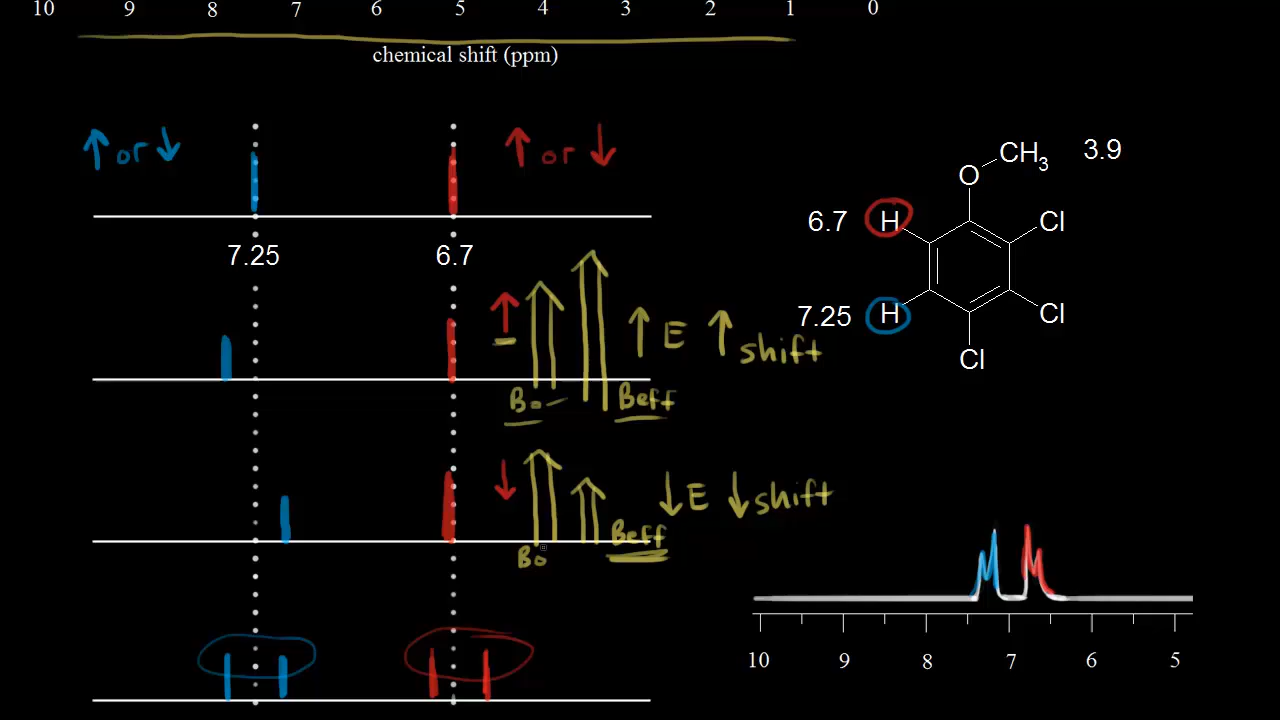 10 9 8 7 6 5 4 3 2 1 0
chemical shift (ppm)
↑ or ↓
↑ or ↓
7.25 6.7
↑ B₀ Beff ↑ E ↑ shift
↓ B₀ Beff ↓ E ↓ shift
O CH₃ 3.9
6.7 H Cl
7.25 H Cl
Cl
10 9 8 7 6 5